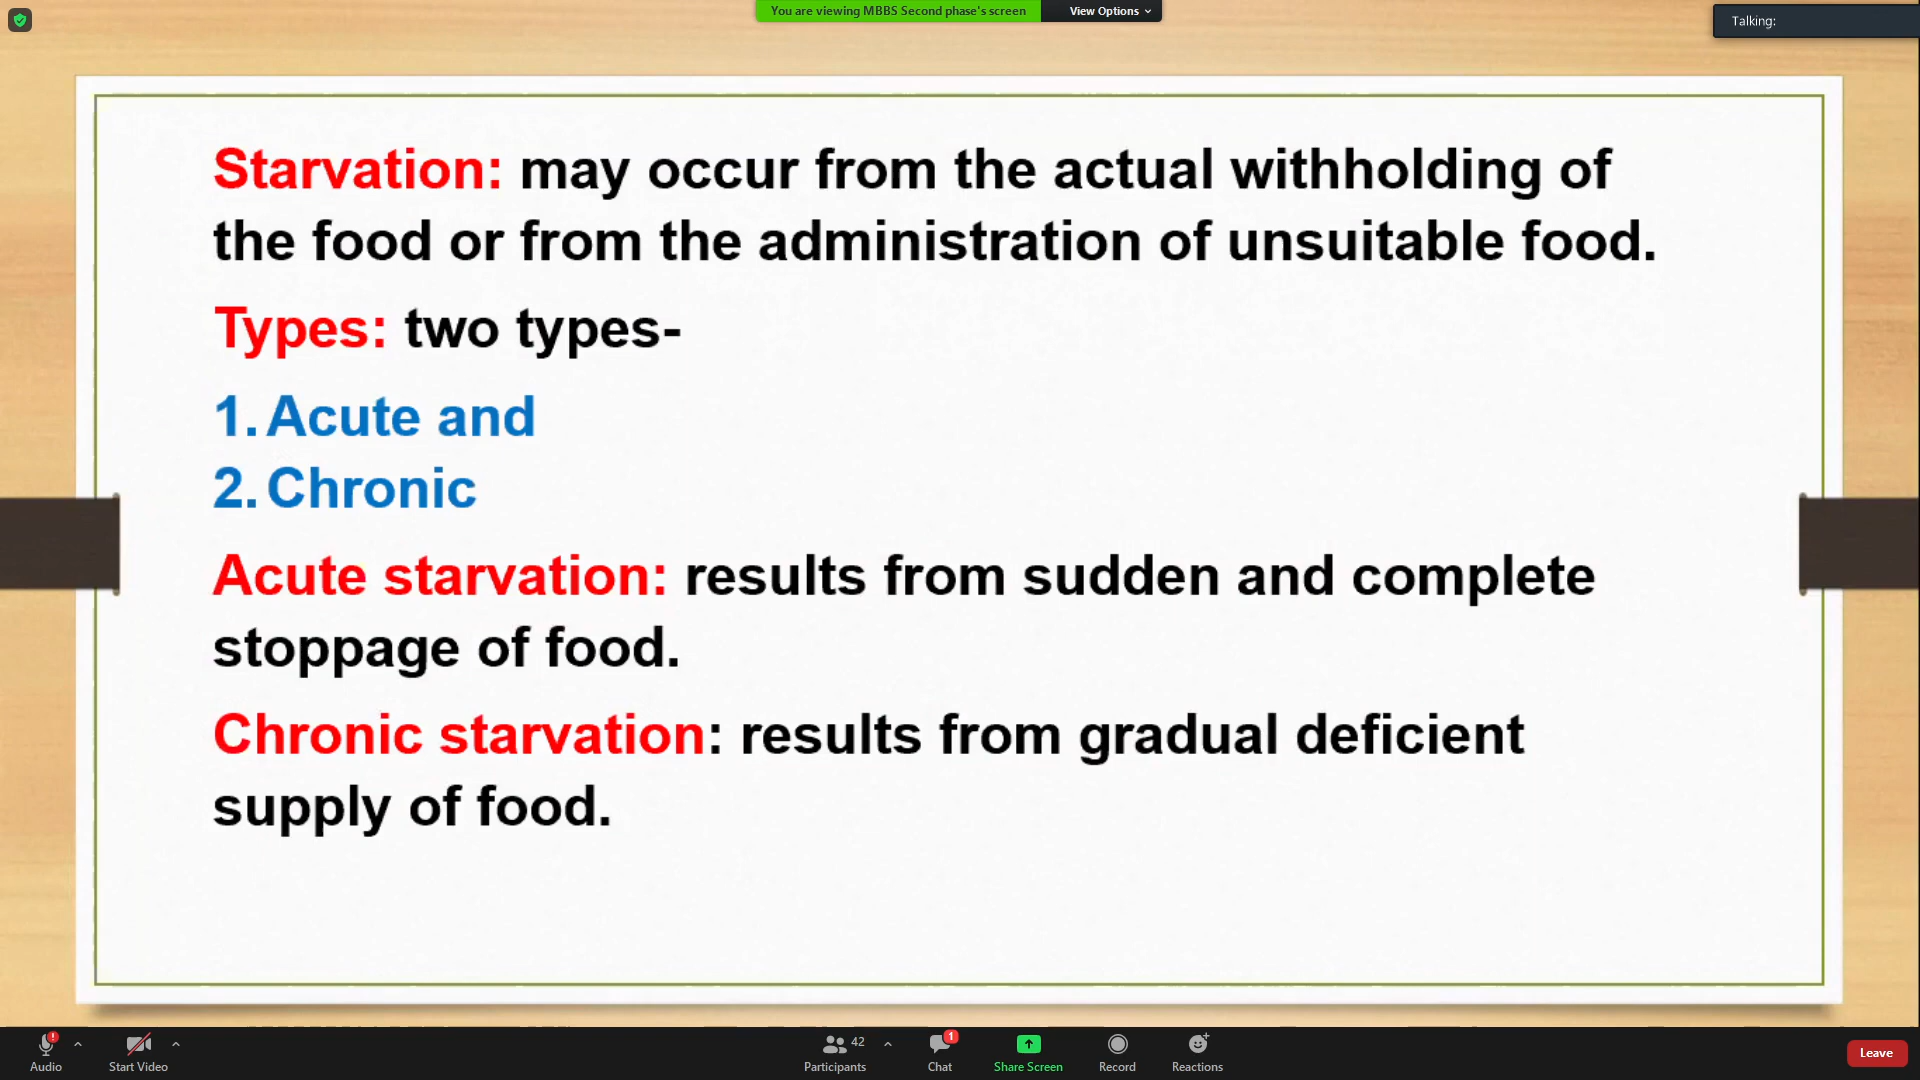 You are viewing MBBS Second phase's screen
View Options
Talking:
Starvation: may occur from the actual withholding of
the food or from the administration of unsuitable food.
Types: two types-
1. Acute and
2. Chronic
Acute starvation: results from sudden and complete
stoppage of food.
Chronic starvation: results from gradual deficient
supply of food.
Audio
Start Video
42
Participants
1
Chat
Share Screen
Record
Reactions
Leave